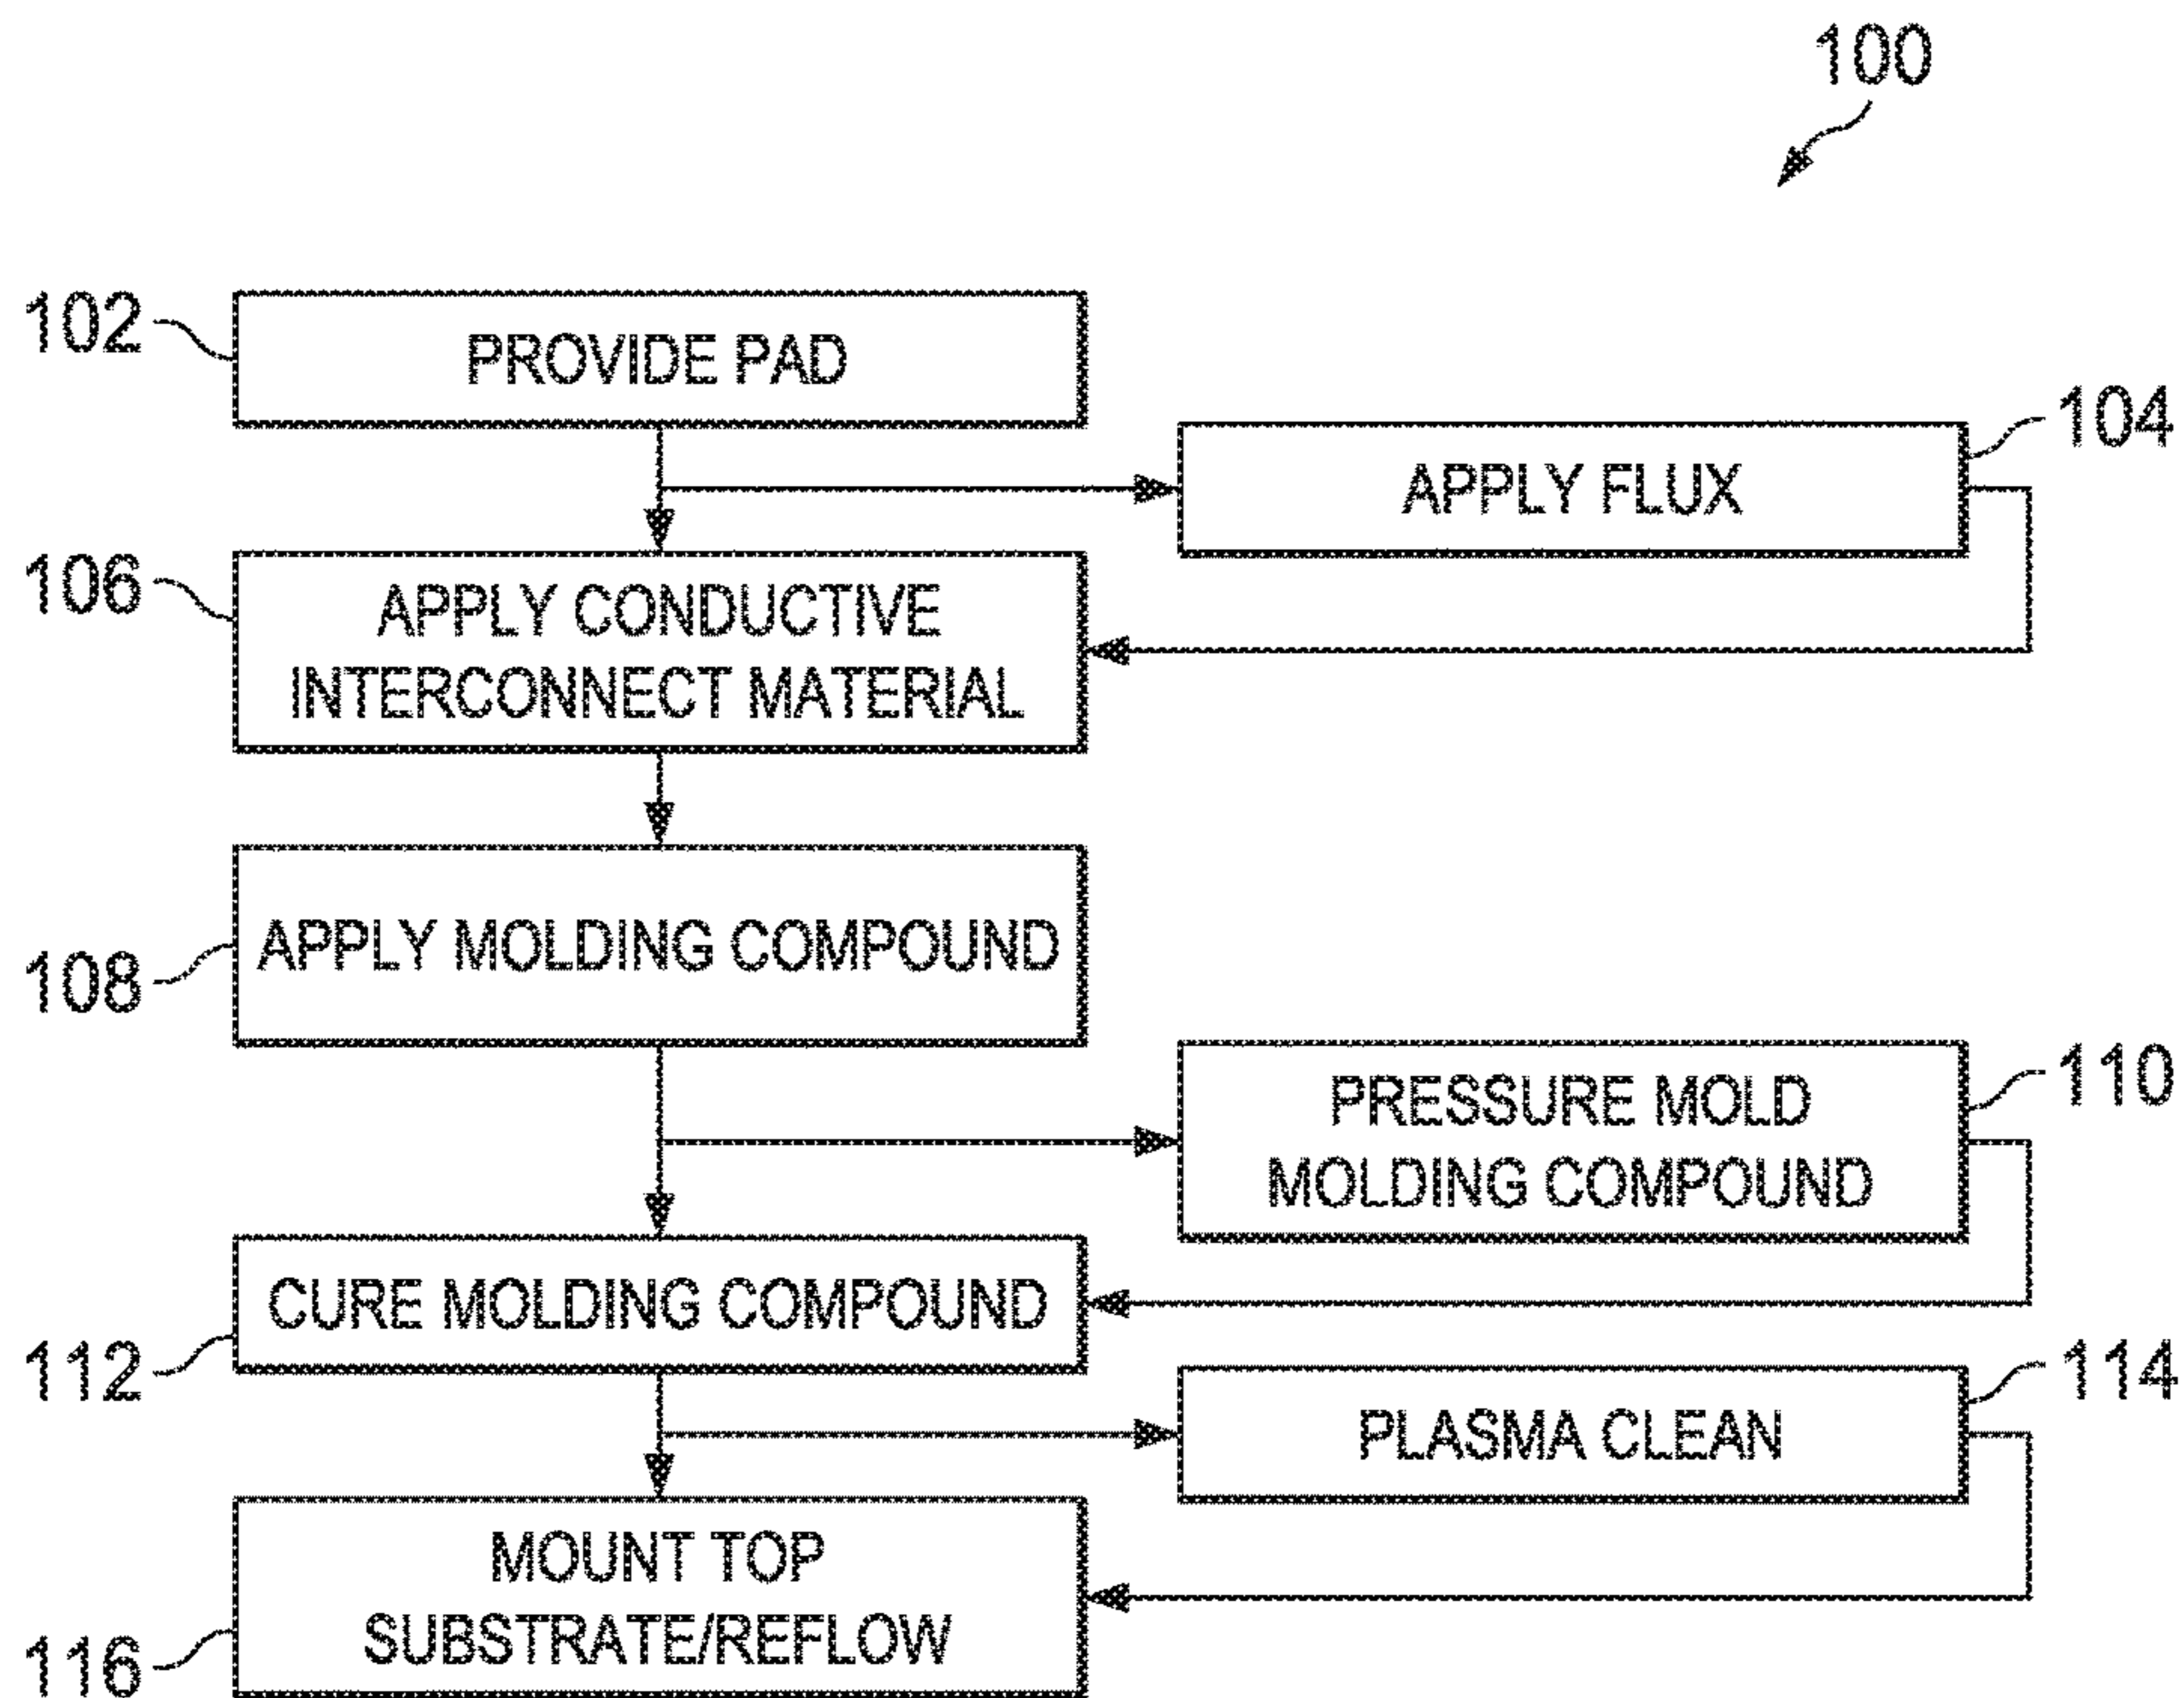 100
102
PROVIDE PAD
104
APPLY FLUX
106
APPLY CONDUCTIVE
INTERCONNECT MATERIAL
108
APPLY MOLDING COMPOUND
110
PRESSURE MOLD
MOLDING COMPOUND
112
CURE MOLDING COMPOUND
114
PLASMA CLEAN
116
MOUNT TOP
SUBSTRATE/REFLOW